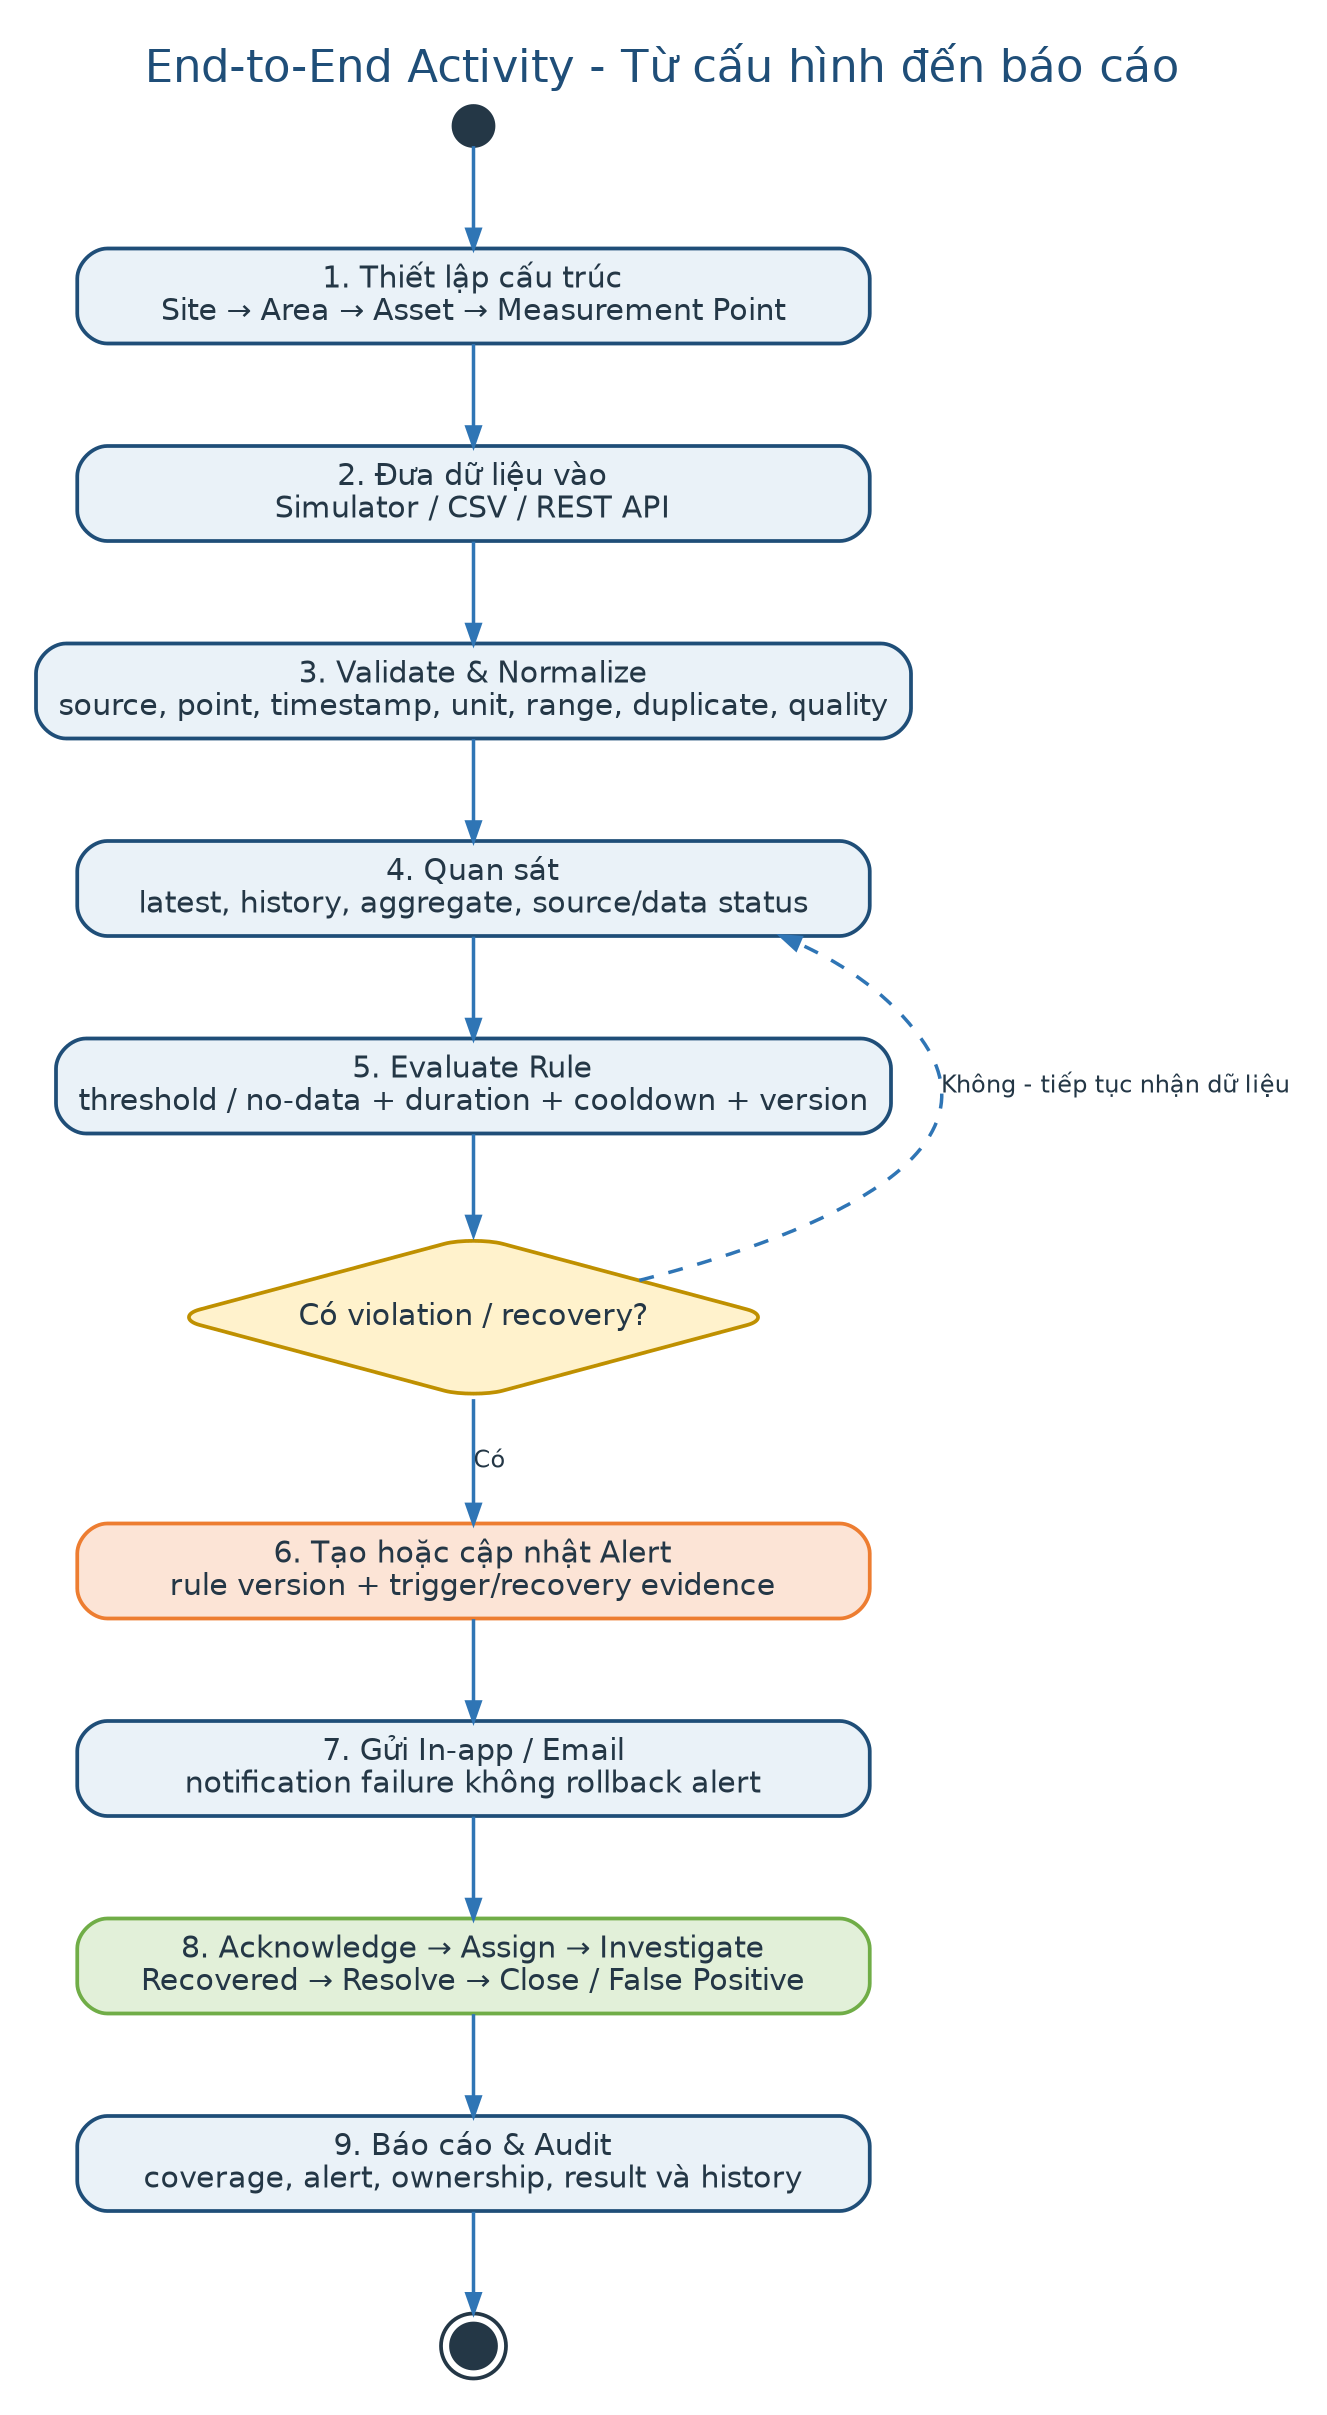 End-to-End Activity - Từ cấu hình đến báo cáo
1. Thiết lập cấu trúc
Site → Area → Asset → Measurement Point
2. Đưa dữ liệu vào
Simulator / CSV / REST API
3. Validate & Normalize
source, point, timestamp, unit, range, duplicate, quality
4. Quan sát
latest, history, aggregate, source/data status
5. Evaluate Rule
threshold / no-data + duration + cooldown + version
Không - tiếp tục nhận dữ liệu
Có violation / recovery?
Có
6. Tạo hoặc cập nhật Alert
rule version + trigger/recovery evidence
7. Gửi In-app / Email
notification failure không rollback alert
8. Acknowledge → Assign → Investigate
Recovered → Resolve → Close / False Positive
9. Báo cáo & Audit
coverage, alert, ownership, result và history